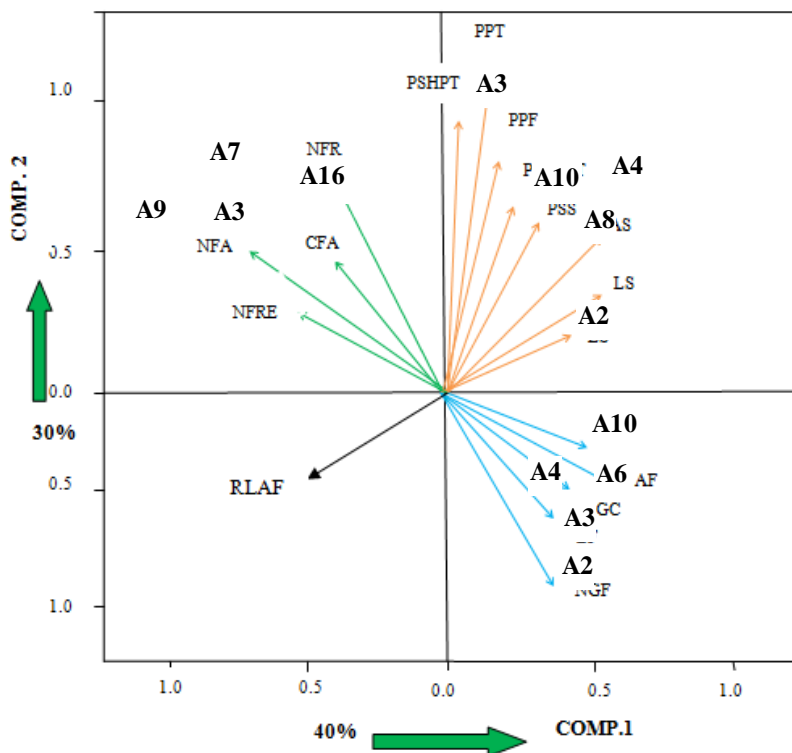 PPT
1.0
PSHPT
A3
PPF
A7
NFR
A16
A10
A4
A9
A3
PSS
A8
0.5
NFA
CFA
LS
NFRE
A2
COMP. 2
0.0
30%
A10
RLAF
0.5
A4
A6
AF
A3
GC
A2
NGF
1.0
1.0
0.5
0.0
0.5
1.0
40%
COMP.1